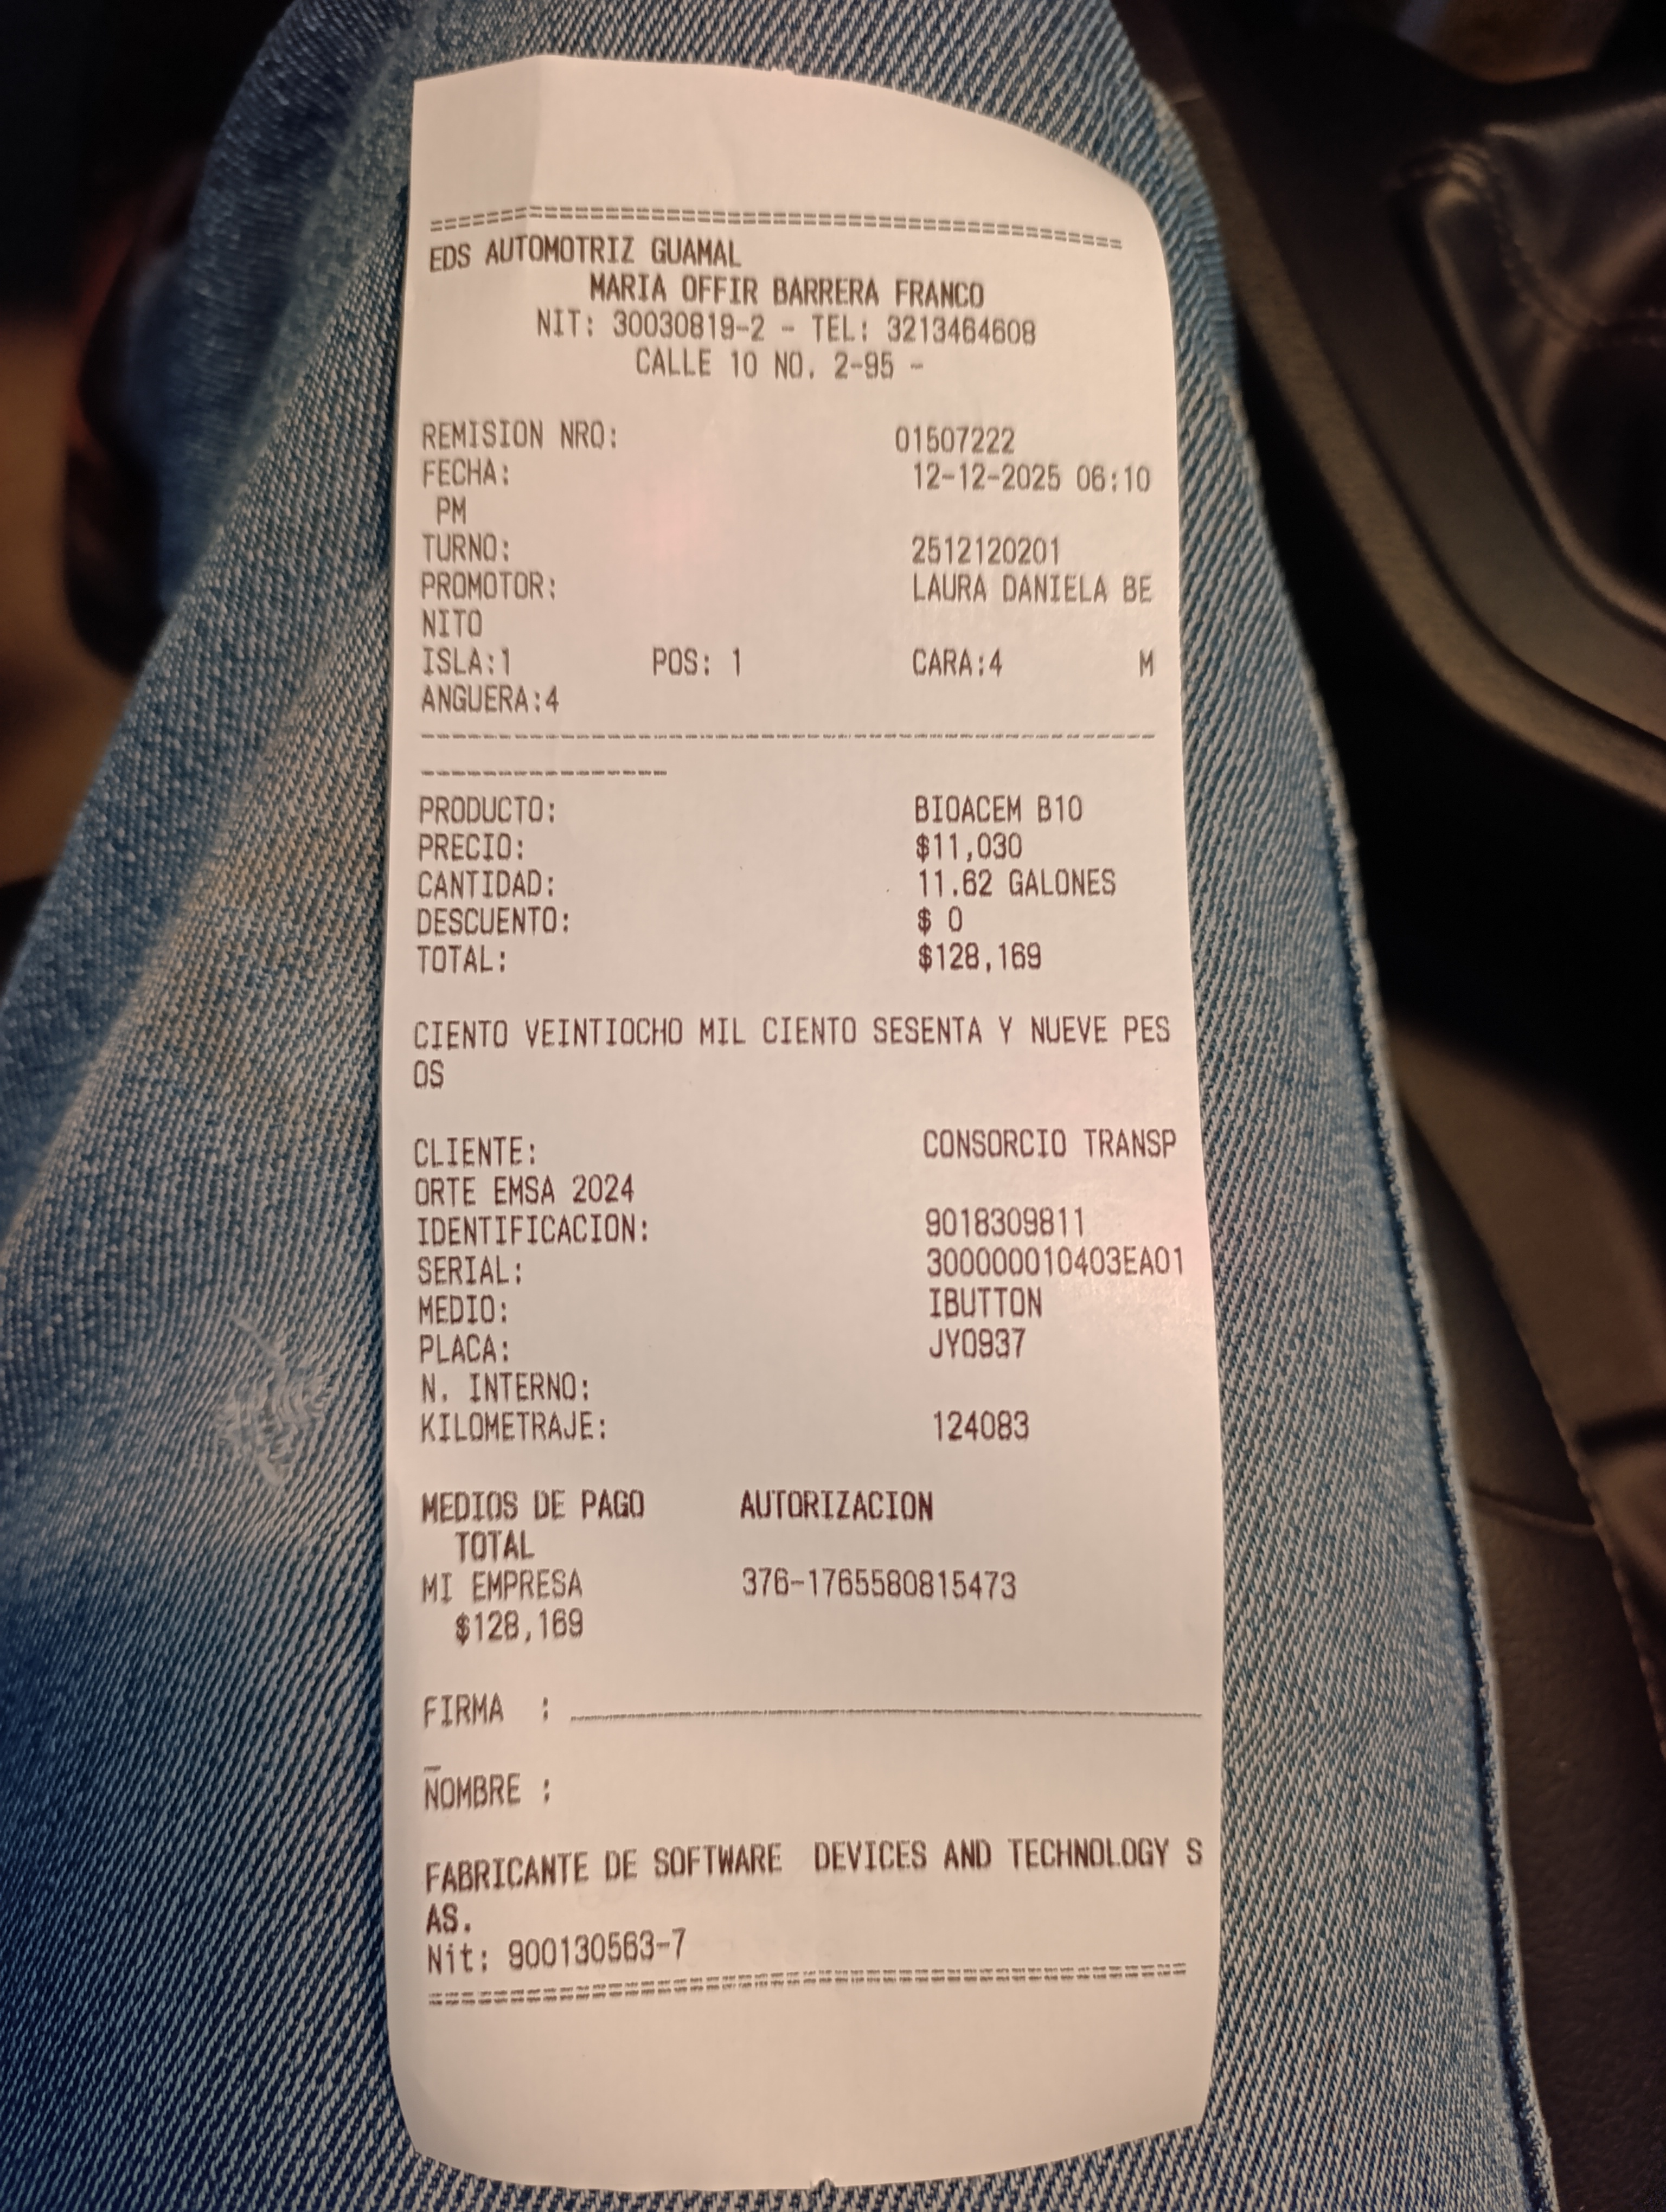 ==============================================
EDS AUTOMOTRIZ GUAMAL
MARIA OFFIR BARRERA FRANCO
NIT: 30030819-2 - TEL: 3213464608
CALLE 10 NO. 2-95 -
REMISION NRO: 01507222
FECHA: 12-12-2025 06:10
PM
TURNO: 2512120201
PROMOTOR: LAURA DANIELA BE
NITO
ISLA:1 POS: 1 CARA:4 M
ANGUERA:4
------------------------------------------------
----------------
PRODUCTO: BIOACEM B10
PRECIO: $11,030
CANTIDAD: 11.62 GALONES
DESCUENTO: $ 0
TOTAL: $128,169
CIENTO VEINTIOCHO MIL CIENTO SESENTA Y NUEVE PES
OS
CLIENTE: CONSORCIO TRANSP
ORTE EMSA 2024
IDENTIFICACION: 9018309811
SERIAL: 300000010403EA01
MEDIO: IBUTTON
PLACA: JYO937
N. INTERNO:
KILOMETRAJE: 124083
MEDIOS DE PAGO AUTORIZACION
TOTAL
MI EMPRESA 376-1765580815473
$128,169
FIRMA : ________________________________________
_
NOMBRE :
FABRICANTE DE SOFTWARE DEVICES AND TECHNOLOGY S
AS.
Nit: 900130563-7
==============================================